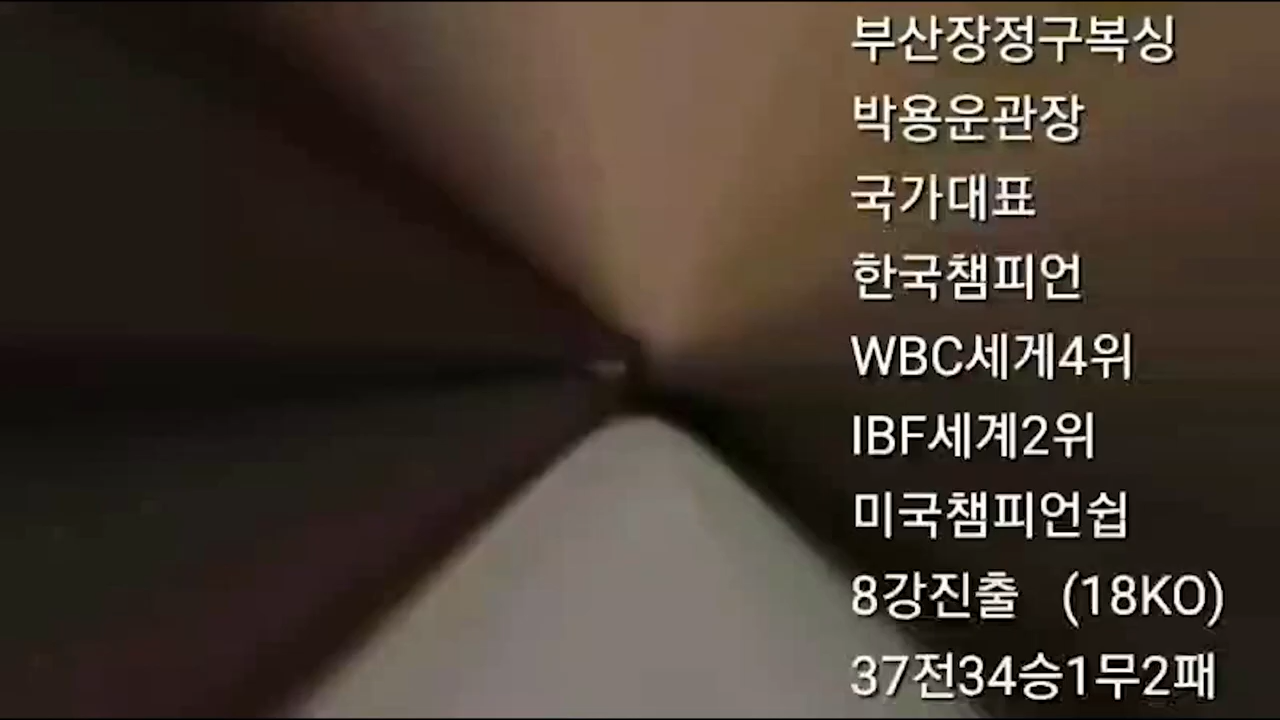 부산장정구복싱
박용운관장
국가대표
한국챔피언
WBC세게4위
IBF세계2위
미국챔피언쉽
8강진출 (18KO)
37전34승1무2패